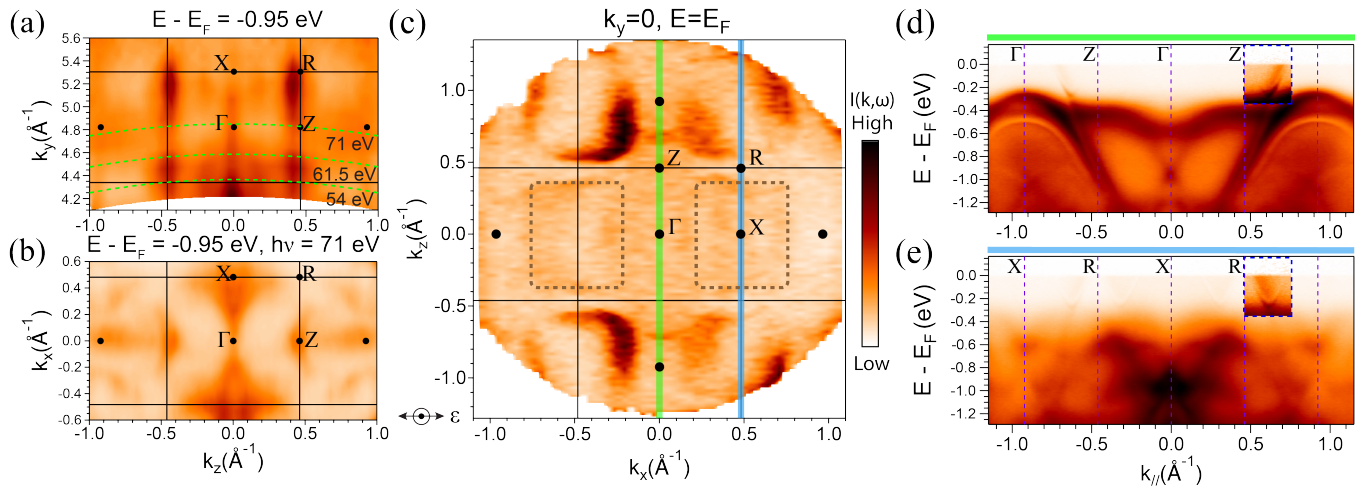 (a)
E - E_F = -0.95 eV
5.6
5.2
4.8
4.4
4.2
k_y(Å⁻¹)
X
R
Γ
Z
71 eV
61.5 eV
54 eV
-1.0
-0.5
0.0
0.5
1.0
(b)
E - E_F = -0.95 eV, hν = 71 eV
0.6
0.4
0.2
0.0
-0.2
-0.4
-0.6
k_x(Å⁻¹)
X
R
Γ
Z
-1.0
-0.5
0.0
0.5
1.0
k_z(Å⁻¹)
ε
(c)
k_y=0, E=E_F
1.0
0.5
0.0
-0.5
-1.0
k_z(Å⁻¹)
Z
R
Γ
X
-1.0
-0.5
0.0
0.5
1.0
k_x(Å⁻¹)
I(k,ω)
High
Low
(d)
Γ
Z
Γ
Z
0.0
-0.2
-0.4
-0.6
-0.8
-1.0
-1.2
E - E_F (eV)
(e)
X
R
X
R
0.0
-0.2
-0.4
-0.6
-0.8
-1.0
-1.2
E - E_F (eV)
-1.0
-0.5
0.0
0.5
1.0
k_//(Å⁻¹)